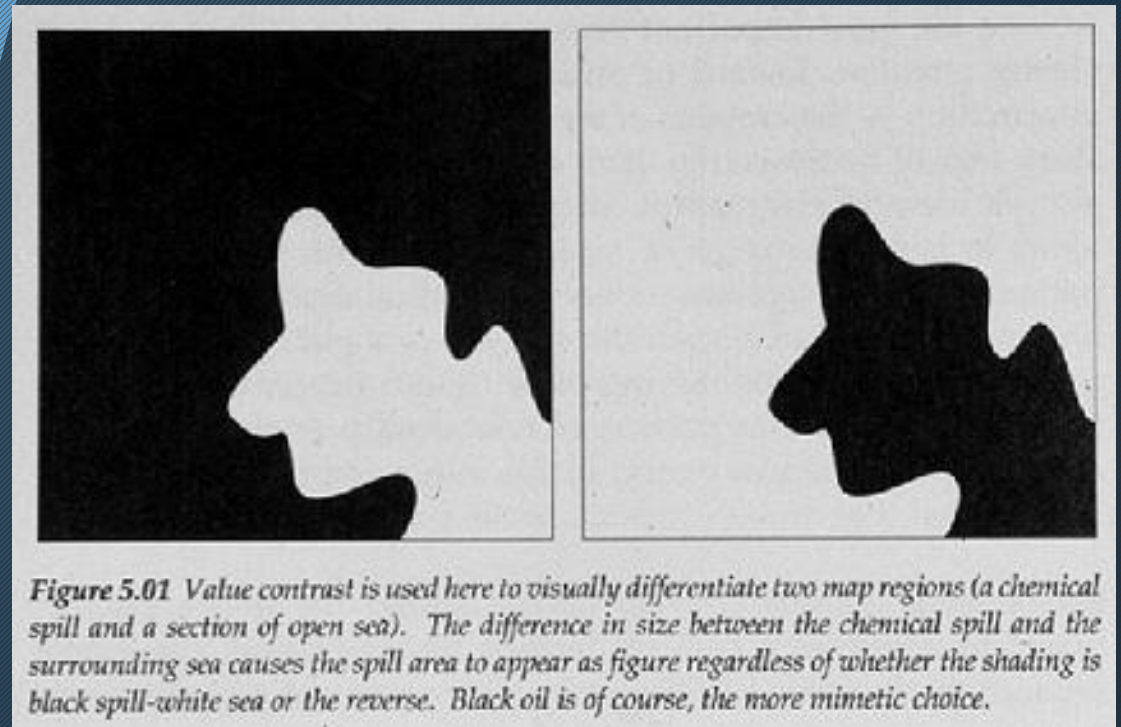 Figure 5.01 Value contrast is used here to visually differentiate two map regions (a chemical
spill and a section of open sea). The difference in size between the chemical spill and the
surrounding sea causes the spill area to appear as figure regardless of whether the shading is
black spill-white sea or the reverse. Black oil is of course, the more mimetic choice.